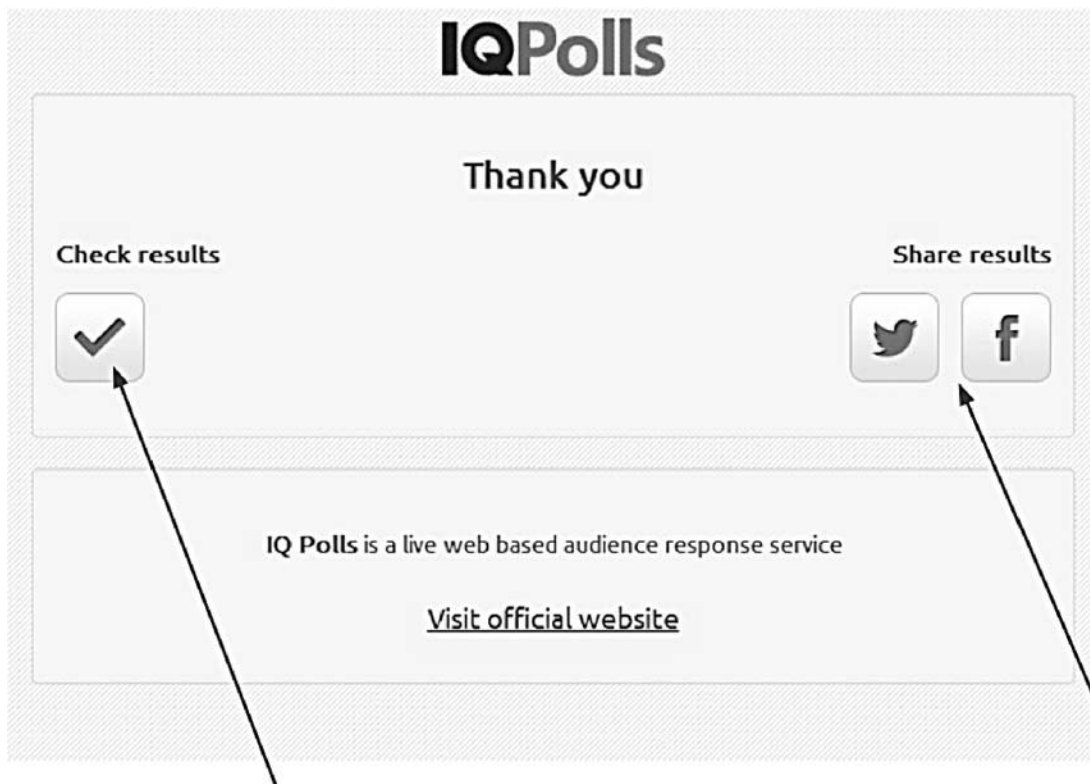 IQPolls
Thank you
Check results
Share results
IQ Polls is a live web based audience response service
Visit official website